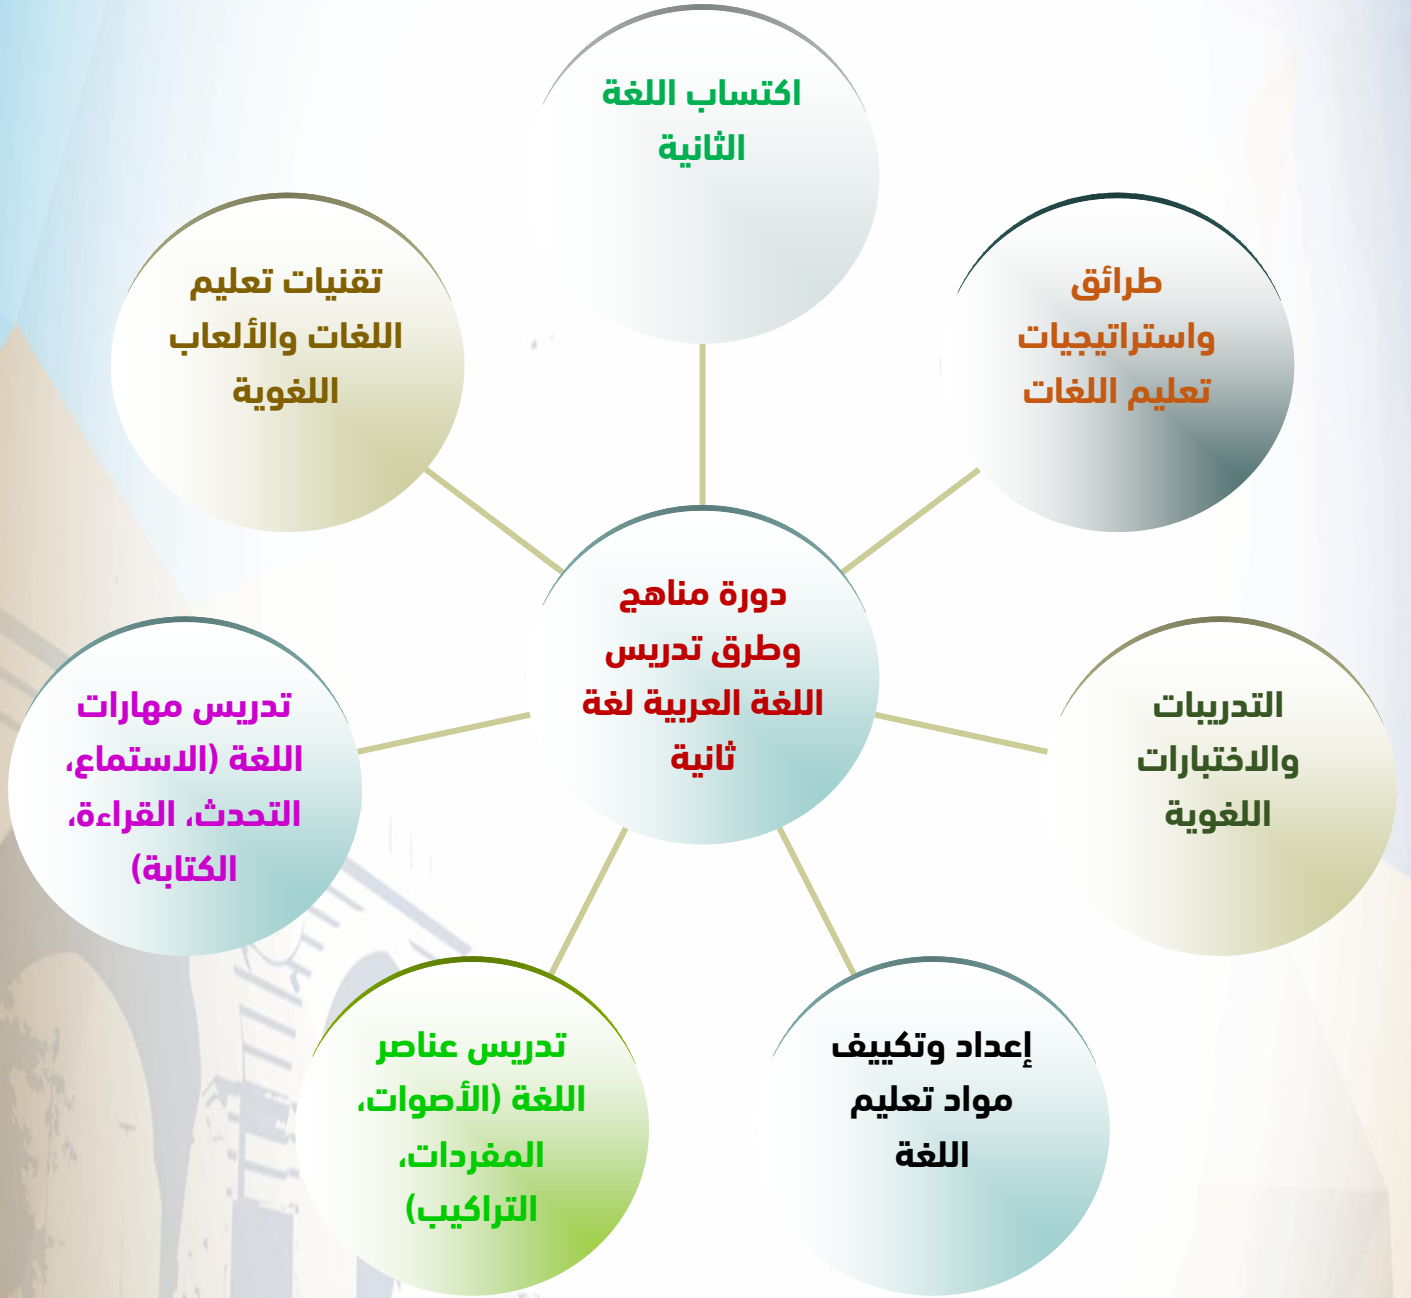 اكتساب اللغة
الثانية
طرائق
واستراتيجيات
تعليم اللغات
التدريبات
والاختبارات
اللغوية
إعداد وتكييف
مواد تعليم
اللغة
تدريس عناصر
اللغة (الأصوات،
المفردات،
التراكيب)
تدريس مهارات
اللغة (الاستماع،
التحدث، القراءة،
الكتابة)
تقنيات تعليم
اللغات والألعاب
اللغوية
دورة مناهج
وطرق تدريس
اللغة العربية لغة
ثانية